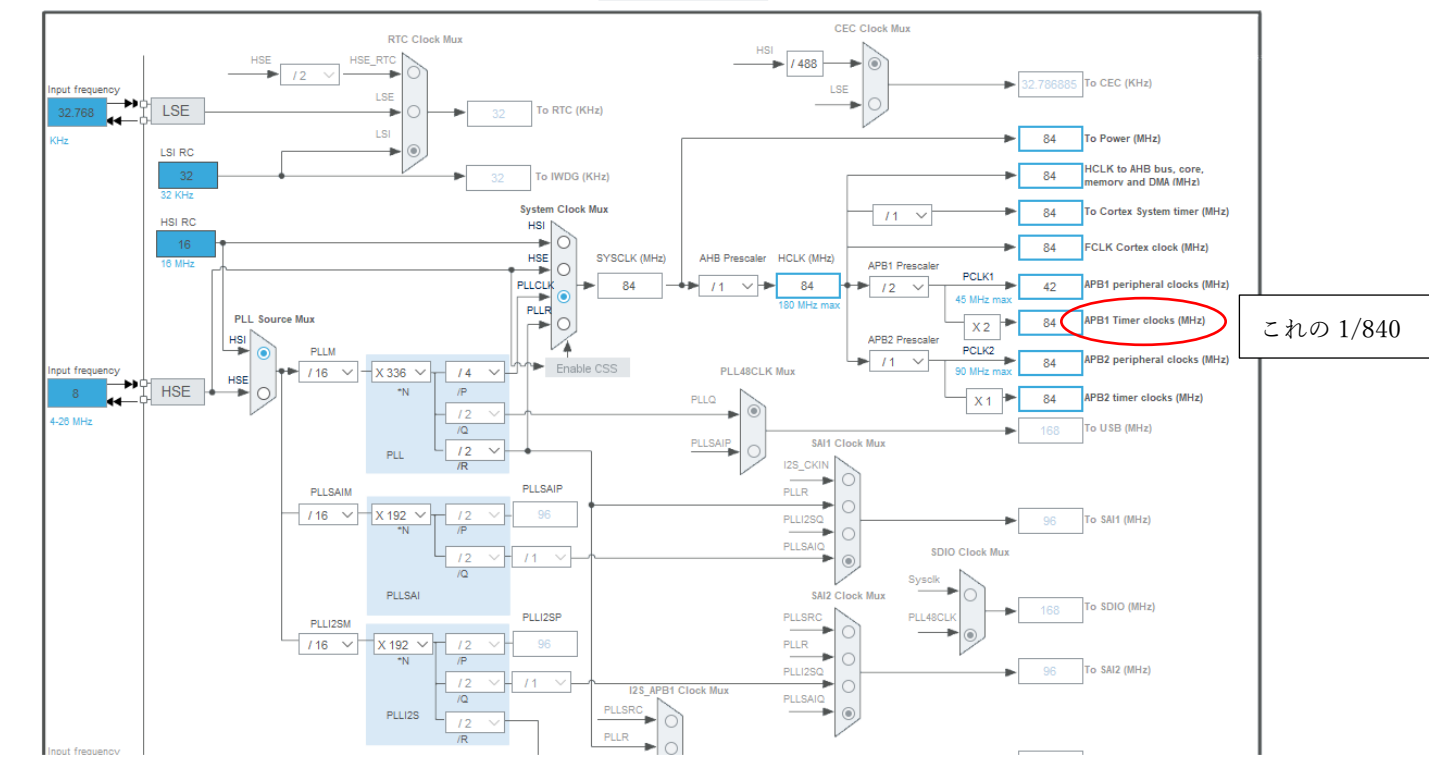 RTC Clock Mux
CEC Clock Mux
HSE
/ 2
HSE_RTC
HSI
/ 488
Input frequency
32.768
KHz
LSE
LSE
32
To RTC (KHz)
LSE
32.786885
To CEC (KHz)
LSI
84
To Power (MHz)
LSI RC
32
32 KHz
32
To IWDG (KHz)
84
HCLK to AHB bus, core,
memory and DMA (MHz)
System Clock Mux
/ 1
84
To Cortex System timer (MHz)
HSI RC
16
16 MHz
HSI
HSE
PLLCLK
PLLR
SYSCLK (MHz)
84
AHB Prescaler
/ 1
HCLK (MHz)
84
180 MHz max
84
FCLK Cortex clock (MHz)
APB1 Prescaler
/ 2
PCLK1
45 MHz max
42
APB1 peripheral clocks (MHz)
X 2
84
APB1 Timer clocks (MHz)
これの 1/840
APB2 Prescaler
/ 1
PCLK2
90 MHz max
84
APB2 peripheral clocks (MHz)
X 1
84
APB2 timer clocks (MHz)
PLL Source Mux
HSI
HSE
Input frequency
8
4-26 MHz
HSE
PLLM
/ 16
X 336
*N
/ 4
/P
/ 2
/Q
/ 2
/R
PLL
Enable CSS
PLL48CLK Mux
PLLQ
PLLSAIP
168
To USB (MHz)
SAI1 Clock Mux
I2S_CKIN
PLLR
PLLI2SQ
PLLSAIQ
96
To SAI1 (MHz)
PLLSAIM
/ 16
X 192
*N
/ 2
/P
PLLSAIP
96
/ 2
/Q
/ 1
PLLSAI
SDIO Clock Mux
Sysclk
PLL48CLK
168
To SDIO (MHz)
SAI2 Clock Mux
PLLSRC
PLLR
PLLI2SQ
PLLSAIQ
96
To SAI2 (MHz)
PLLI2SM
/ 16
X 192
*N
/ 2
/P
PLLI2SP
96
/ 2
/Q
/ 1
/ 2
/R
PLLI2S
I2S_APB1 Clock Mux
PLLSRC
PLLR
Input frequency